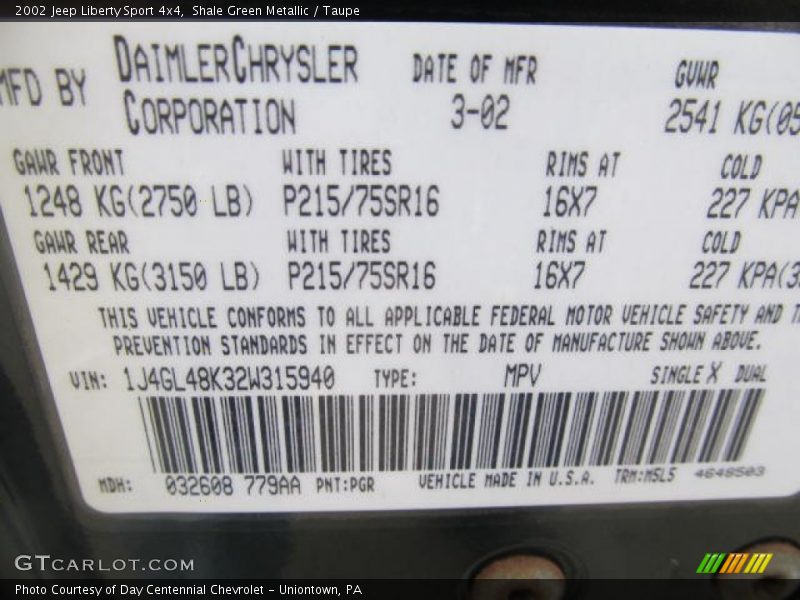 2002 Jeep Liberty Sport 4x4, Shale Green Metallic / Taupe
MFD BY DAIMLERCHRYSLER CORPORATION DATE OF MFR 3-02 GVWR 2541 KG(05
GAWR FRONT WITH TIRES RIMS AT COLD
1248 KG(2750 LB) P215/75SR16 16X7 227 KPA
GAWR REAR WITH TIRES RIMS AT COLD
1429 KG(3150 LB) P215/75SR16 16X7 227 KPA(3
THIS VEHICLE CONFORMS TO ALL APPLICABLE FEDERAL MOTOR VEHICLE SAFETY AND
PREVENTION STANDARDS IN EFFECT ON THE DATE OF MANUFACTURE SHOWN ABOVE.
VIN: 1J4GL48K32W315940 TYPE: MPV SINGLE X DUAL
MDH: 032608 779AA PNT:PGR VEHICLE MADE IN U.S.A. TRM:MSL5 4648503
GTCARLOT.COM
Photo Courtesy of Day Centennial Chevrolet - Uniontown, PA